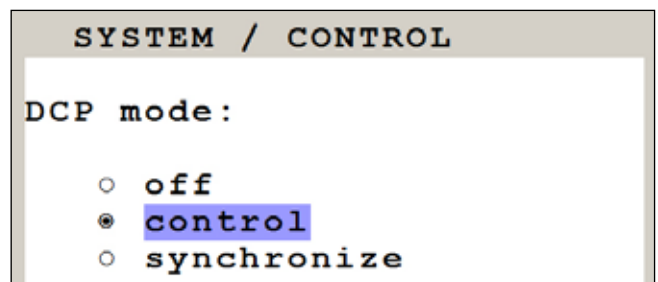 SYSTEM / CONTROL
DCP mode:
off
control
synchronize